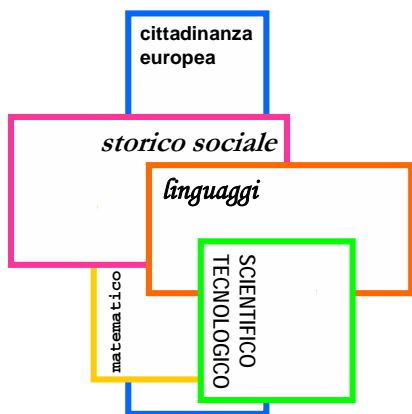 cittadinanza
europea
storico sociale
linguaggi
matematico
SCIENTIFICO
TECNOLOGICO